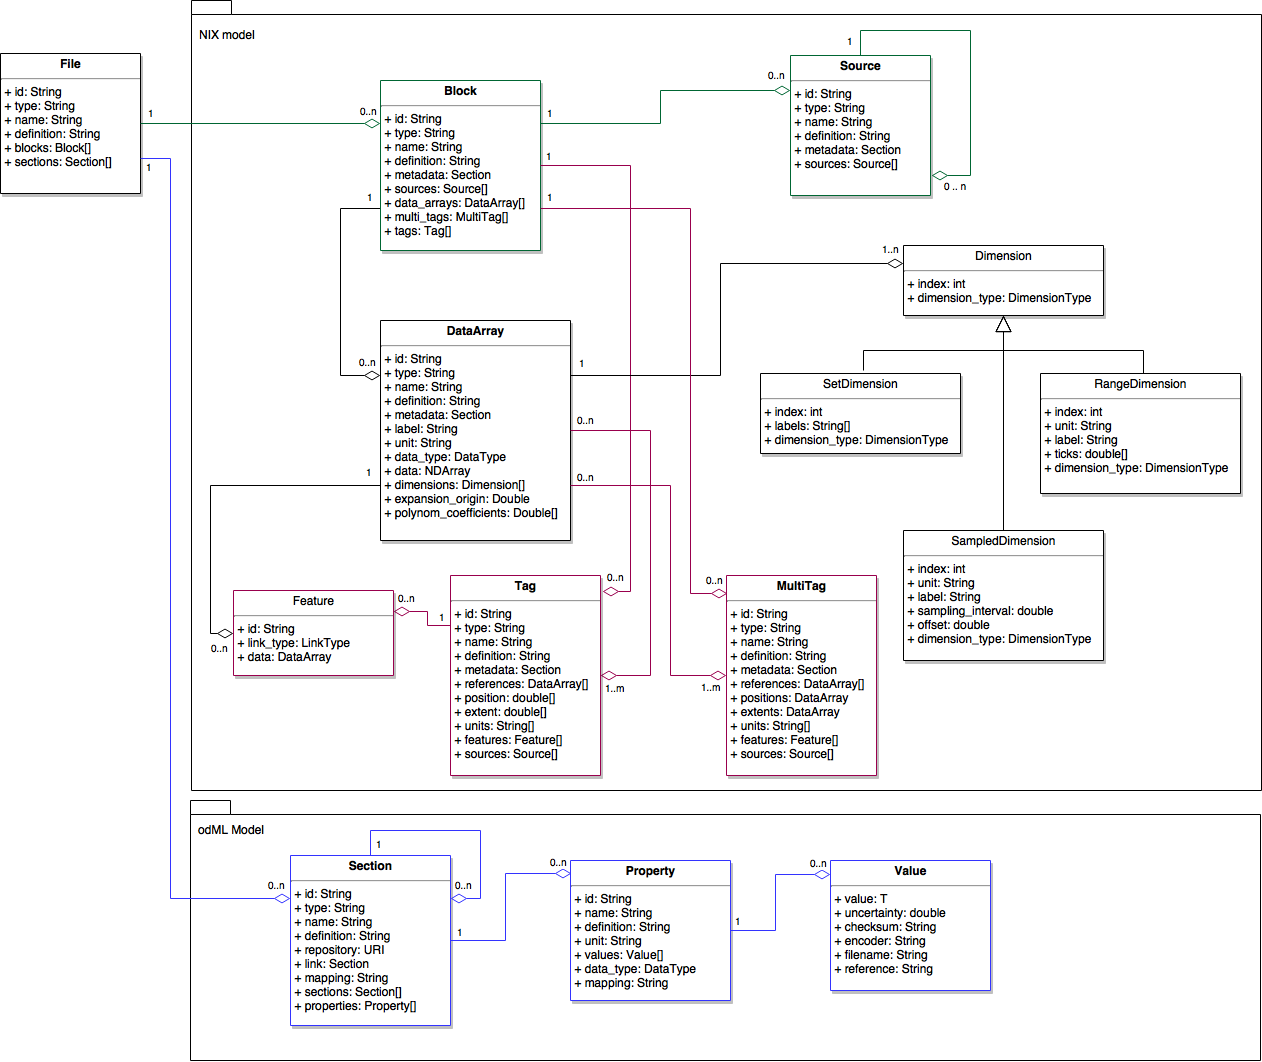 NIX model
File
+ id: String
+ type: String
+ name: String
+ definition: String
+ blocks: Block[]
+ sections: Section[]
1
1
0..n
Block
+ id: String
+ type: String
+ name: String
+ definition: String
+ metadata: Section
+ sources: Source[]
+ data_arrays: DataArray[]
+ multi_tags: MultiTag[]
+ tags: Tag[]
1
1
1
1
0..n
1
Source
+ id: String
+ type: String
+ name: String
+ definition: String
+ metadata: Section
+ sources: Source[]
0 .. n
1..n
Dimension
+ index: int
+ dimension_type: DimensionType
0..n
DataArray
+ id: String
+ type: String
+ name: String
+ definition: String
+ metadata: Section
+ label: String
+ unit: String
+ data_type: DataType
+ data: NDArray
+ dimensions: Dimension[]
+ expansion_origin: Double
+ polynom_coefficients: Double[]
1
1
0..n
0..n
SetDimension
+ index: int
+ labels: String[]
+ dimension_type: DimensionType
RangeDimension
+ index: int
+ unit: String
+ label: String
+ ticks: double[]
+ dimension_type: DimensionType
SampledDimension
+ index: int
+ unit: String
+ label: String
+ sampling_interval: double
+ offset: double
+ dimension_type: DimensionType
Feature
+ id: String
+ link_type: LinkType
+ data: DataArray
0..n
0..n
1
Tag
+ id: String
+ type: String
+ name: String
+ definition: String
+ metadata: Section
+ references: DataArray[]
+ position: double[]
+ extent: double[]
+ units: String[]
+ features: Feature[]
+ sources: Source[]
0..n
1..m
0..n
1..m
MultiTag
+ id: String
+ type: String
+ name: String
+ definition: String
+ metadata: Section
+ references: DataArray[]
+ positions: DataArray
+ extents: DataArray
+ units: String[]
+ features: Feature[]
+ sources: Source[]
odML Model
1
0..n
Section
+ id: String
+ type: String
+ name: String
+ definition: String
+ repository: URI
+ link: Section
+ mapping: String
+ sections: Section[]
+ properties: Property[]
0..n
1
0..n
Property
+ id: String
+ name: String
+ definition: String
+ unit: String
+ values: Value[]
+ data_type: DataType
+ mapping: String
1
0..n
Value
+ value: T
+ uncertainty: double
+ checksum: String
+ encoder: String
+ filename: String
+ reference: String